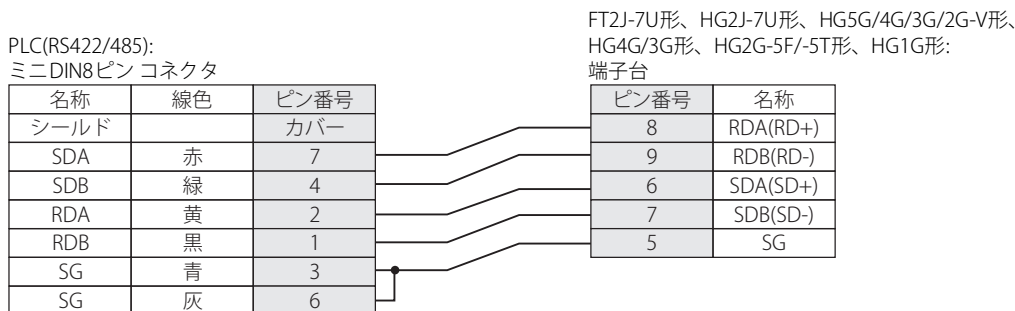 FT2J-7U形、HG2J-7U形、HG5G/4G/3G/2G-V形、
HG4G/3G形、HG2G-5F/-5T形、HG1G形:
端子台
PLC(RS422/485):
ミニDIN8ピン コネクタ
名称 線色 ピン番号
シールド カバー
SDA 赤 7
SDB 緑 4
RDA 黄 2
RDB 黒 1
SG 青 3
SG 灰 6
ピン番号 名称
8 RDA(RD+)
9 RDB(RD-)
6 SDA(SD+)
7 SDB(SD-)
5 SG